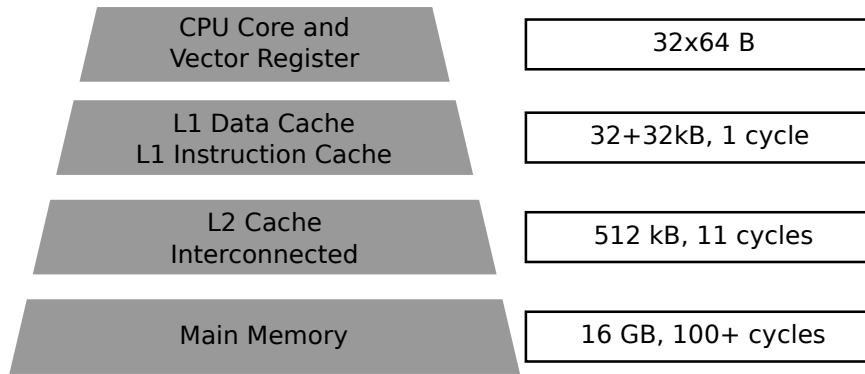 CPU Core and
Vector Register
32x64 B
L1 Data Cache
L1 Instruction Cache
32+32kB, 1 cycle
L2 Cache
Interconnected
512 kB, 11 cycles
Main Memory
16 GB, 100+ cycles